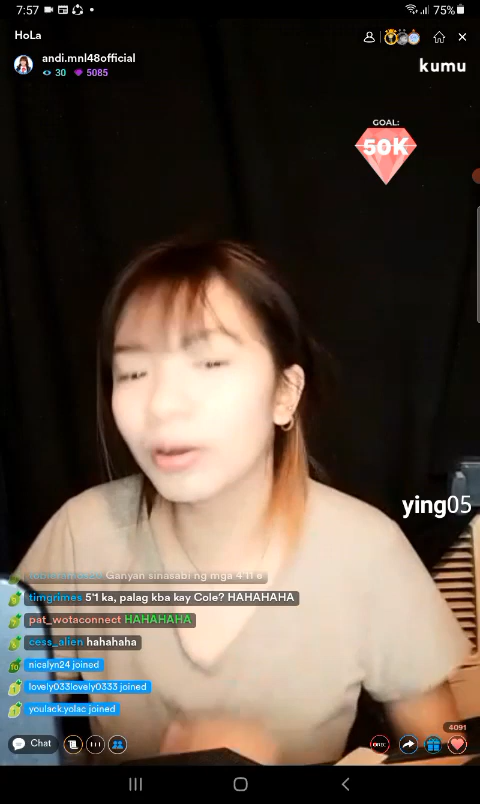 7:57
75%
HoLa
andi.mnl48official
30 5085
kumu
GOAL:
50K
ying05
Ganyan sinasabi ng mga 4'11 e
timgrimes 5'1 ka, palag kba kay Cole? HAHAHAHA
pat_wotaconnect HAHAHAHA
cess_alien hahahaha
nicelyn24 joined
lovely033lovely0333 joined
youlack.yolac joined
4091
Chat